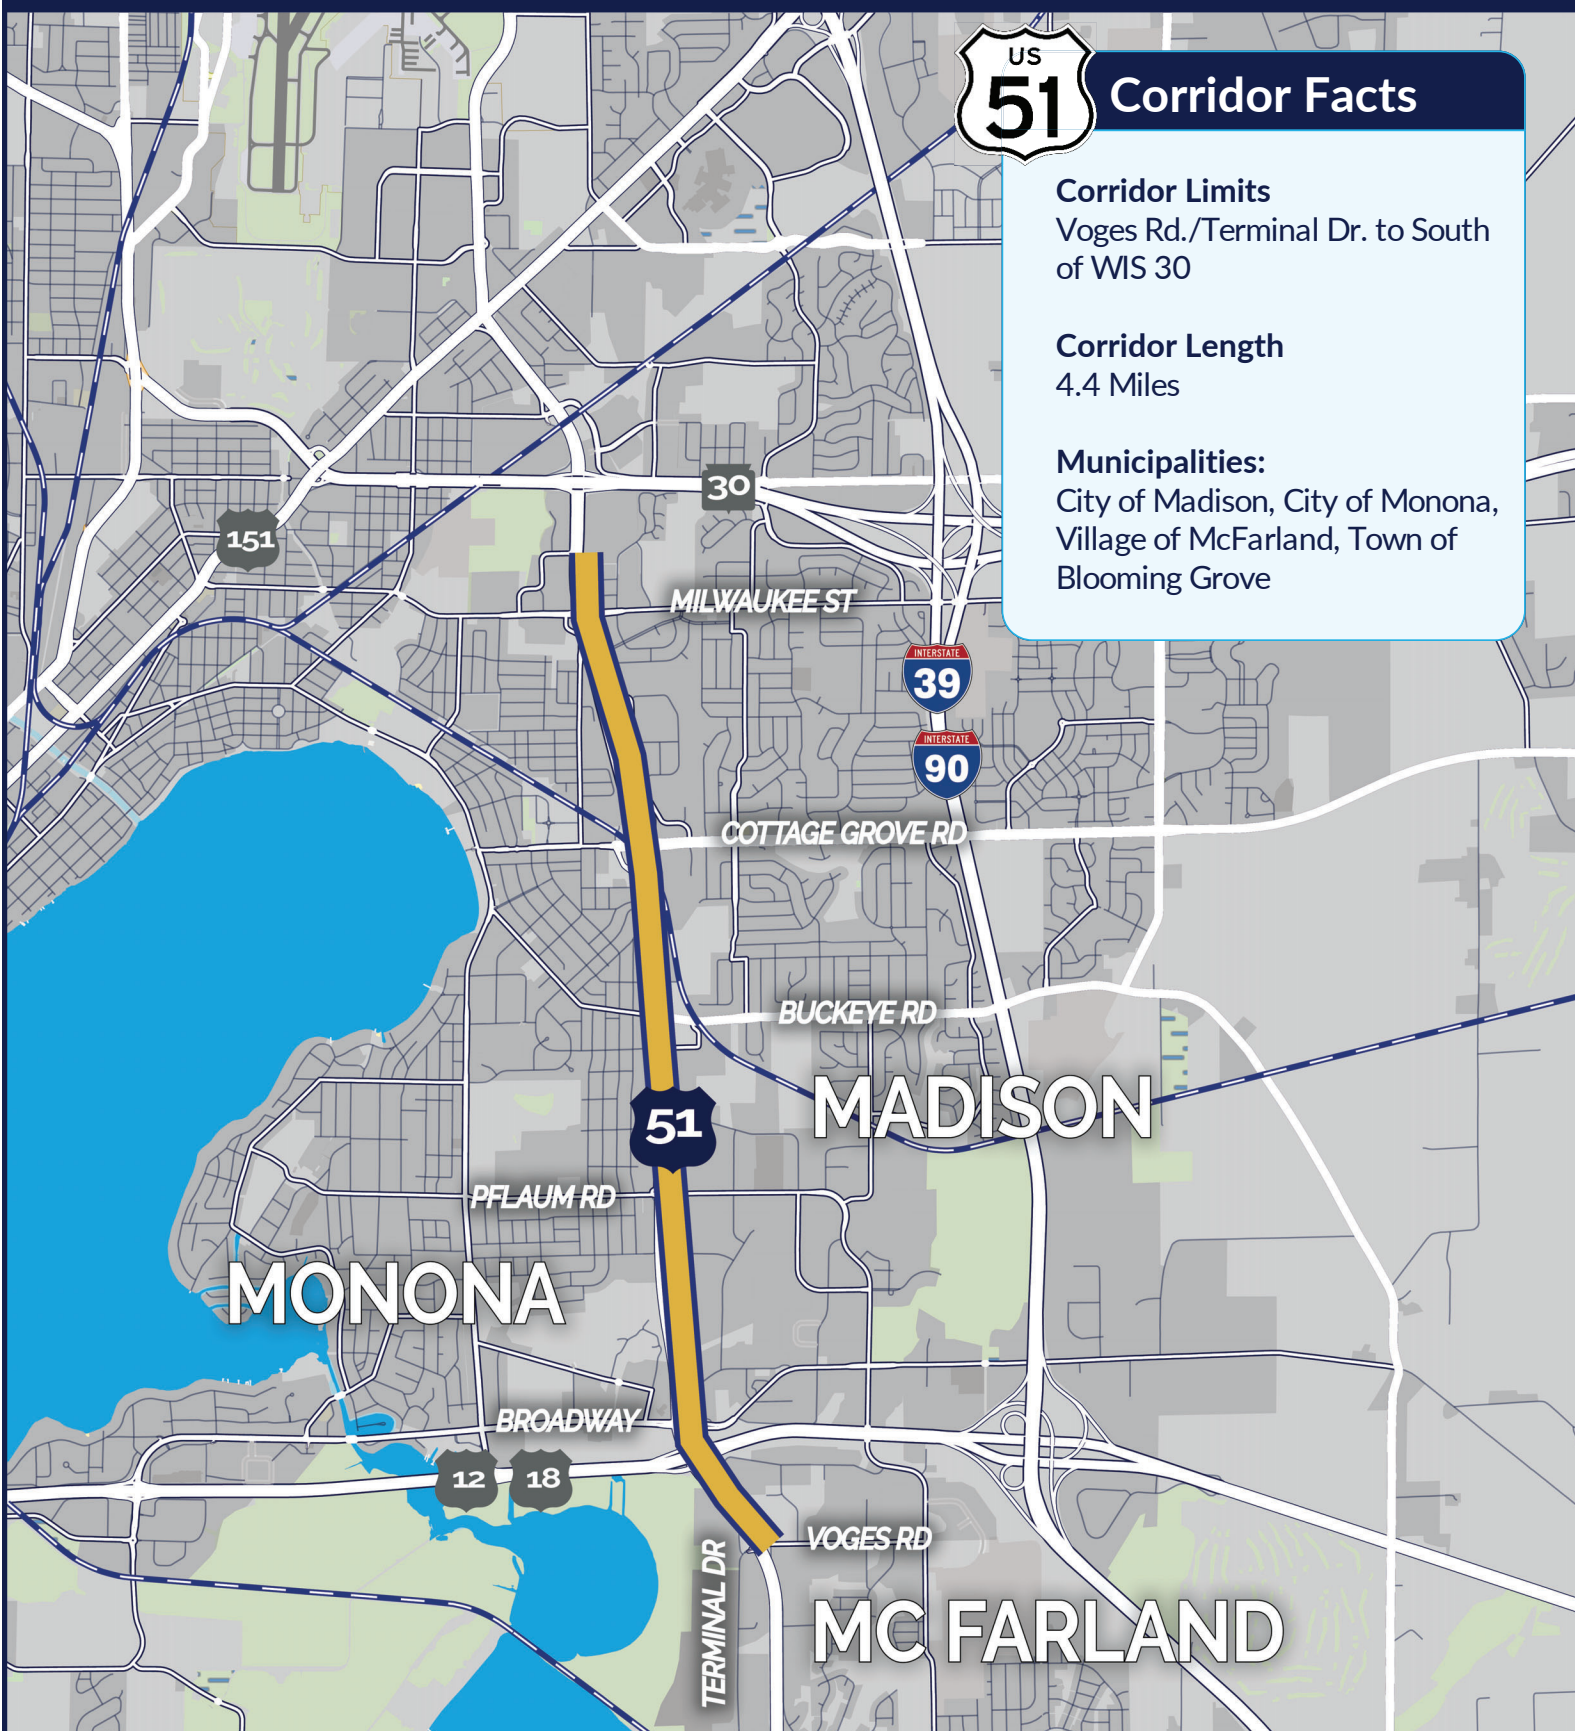 US
51
Corridor Facts
Corridor Limits
Voges Rd./Terminal Dr. to South
of WIS 30
Corridor Length
4.4 Miles
Municipalities:
City of Madison, City of Monona,
Village of McFarland, Town of
Blooming Grove
30
151
MILWAUKEE ST
INTERSTATE
39
INTERSTATE
90
COTTAGE GROVE RD
BUCKEYE RD
MADISON
51
PFLAUM RD
MONONA
BROADWAY
12
18
VOGES RD
TERMINAL DR
MC FARLAND